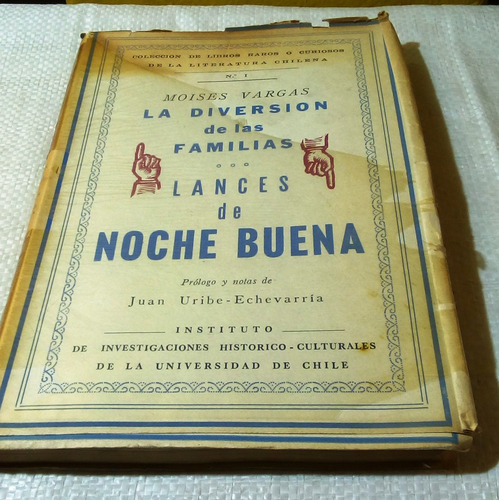 COLECCION DE LIBROS RAROS O CURIOSOS
DE LA LITERATURA CHILENA
N.º 1
MOISES VARGAS
LA DIVERSION
de las
FAMILIAS
LANCES
de
NOCHE BUENA
Prólogo y notas de
Juan Uribe-Echevarría
INSTITUTO
DE INVESTIGACIONES HISTORICO-CULTURALES
DE LA UNIVERSIDAD DE CHILE